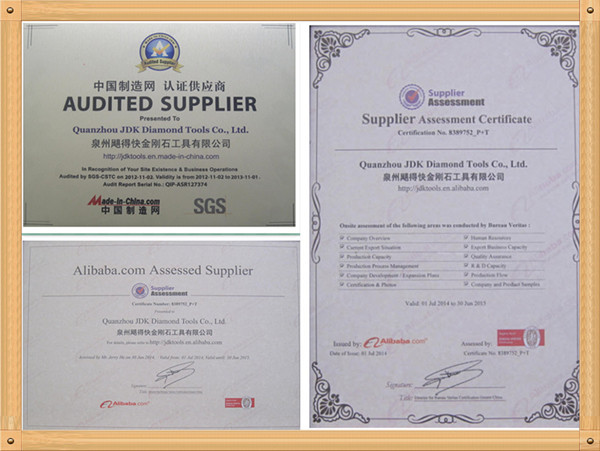 Audited Supplier
中国制造网 认证供应商
AUDITED SUPPLIER
Presented To
Quanzhou JDK Diamond Tools Co., Ltd.
泉州飓得快金刚石工具有限公司
http://jdktools.en.made-in-china.com
In Recognition of Your Site Existence & Business Operations
Audited by SGS-CSTC on 2012-11-02. Validity is from 2012-11-02 to 2013-11-01.
Audit Report Serial No.: QIP-ASR127374
Made-in-China.com
中国制造网
SGS
Alibaba.com Assessed Supplier
Supplier
Assessment
Certificate Number: 8389752_P+T
Presented to
Quanzhou JDK Diamond Tools Co., Ltd.
泉州飓得快金刚石工具有限公司
http://jdktools.en.alibaba.com
Alibaba.com
Supplier
Assessment
Supplier Assessment Certificate
Certification No. 8389752_P+T
Quanzhou JDK Diamond Tools Co., Ltd.
泉州飓得快金刚石工具有限公司
http://jdktools.en.alibaba.com
Onsite assessment of the following areas was conducted by Bureau Veritas :
Company Overview
Human Resources
Current Export Situation
Export Business Capacity
Production Capacity
Quality Assurance
Production Process Management
R & D Capacity
Company Development / Expansion Plans
Production Flow
Certification & Photos
Company and Product Samples
Valid: 01 Jul 2014 to 30 Jun 2015
Issued by: Alibaba.com
Assessed by:
Date of Issue: 01 Jul 2014
Certificate No. 8389752_P+T
Signature:
Title: